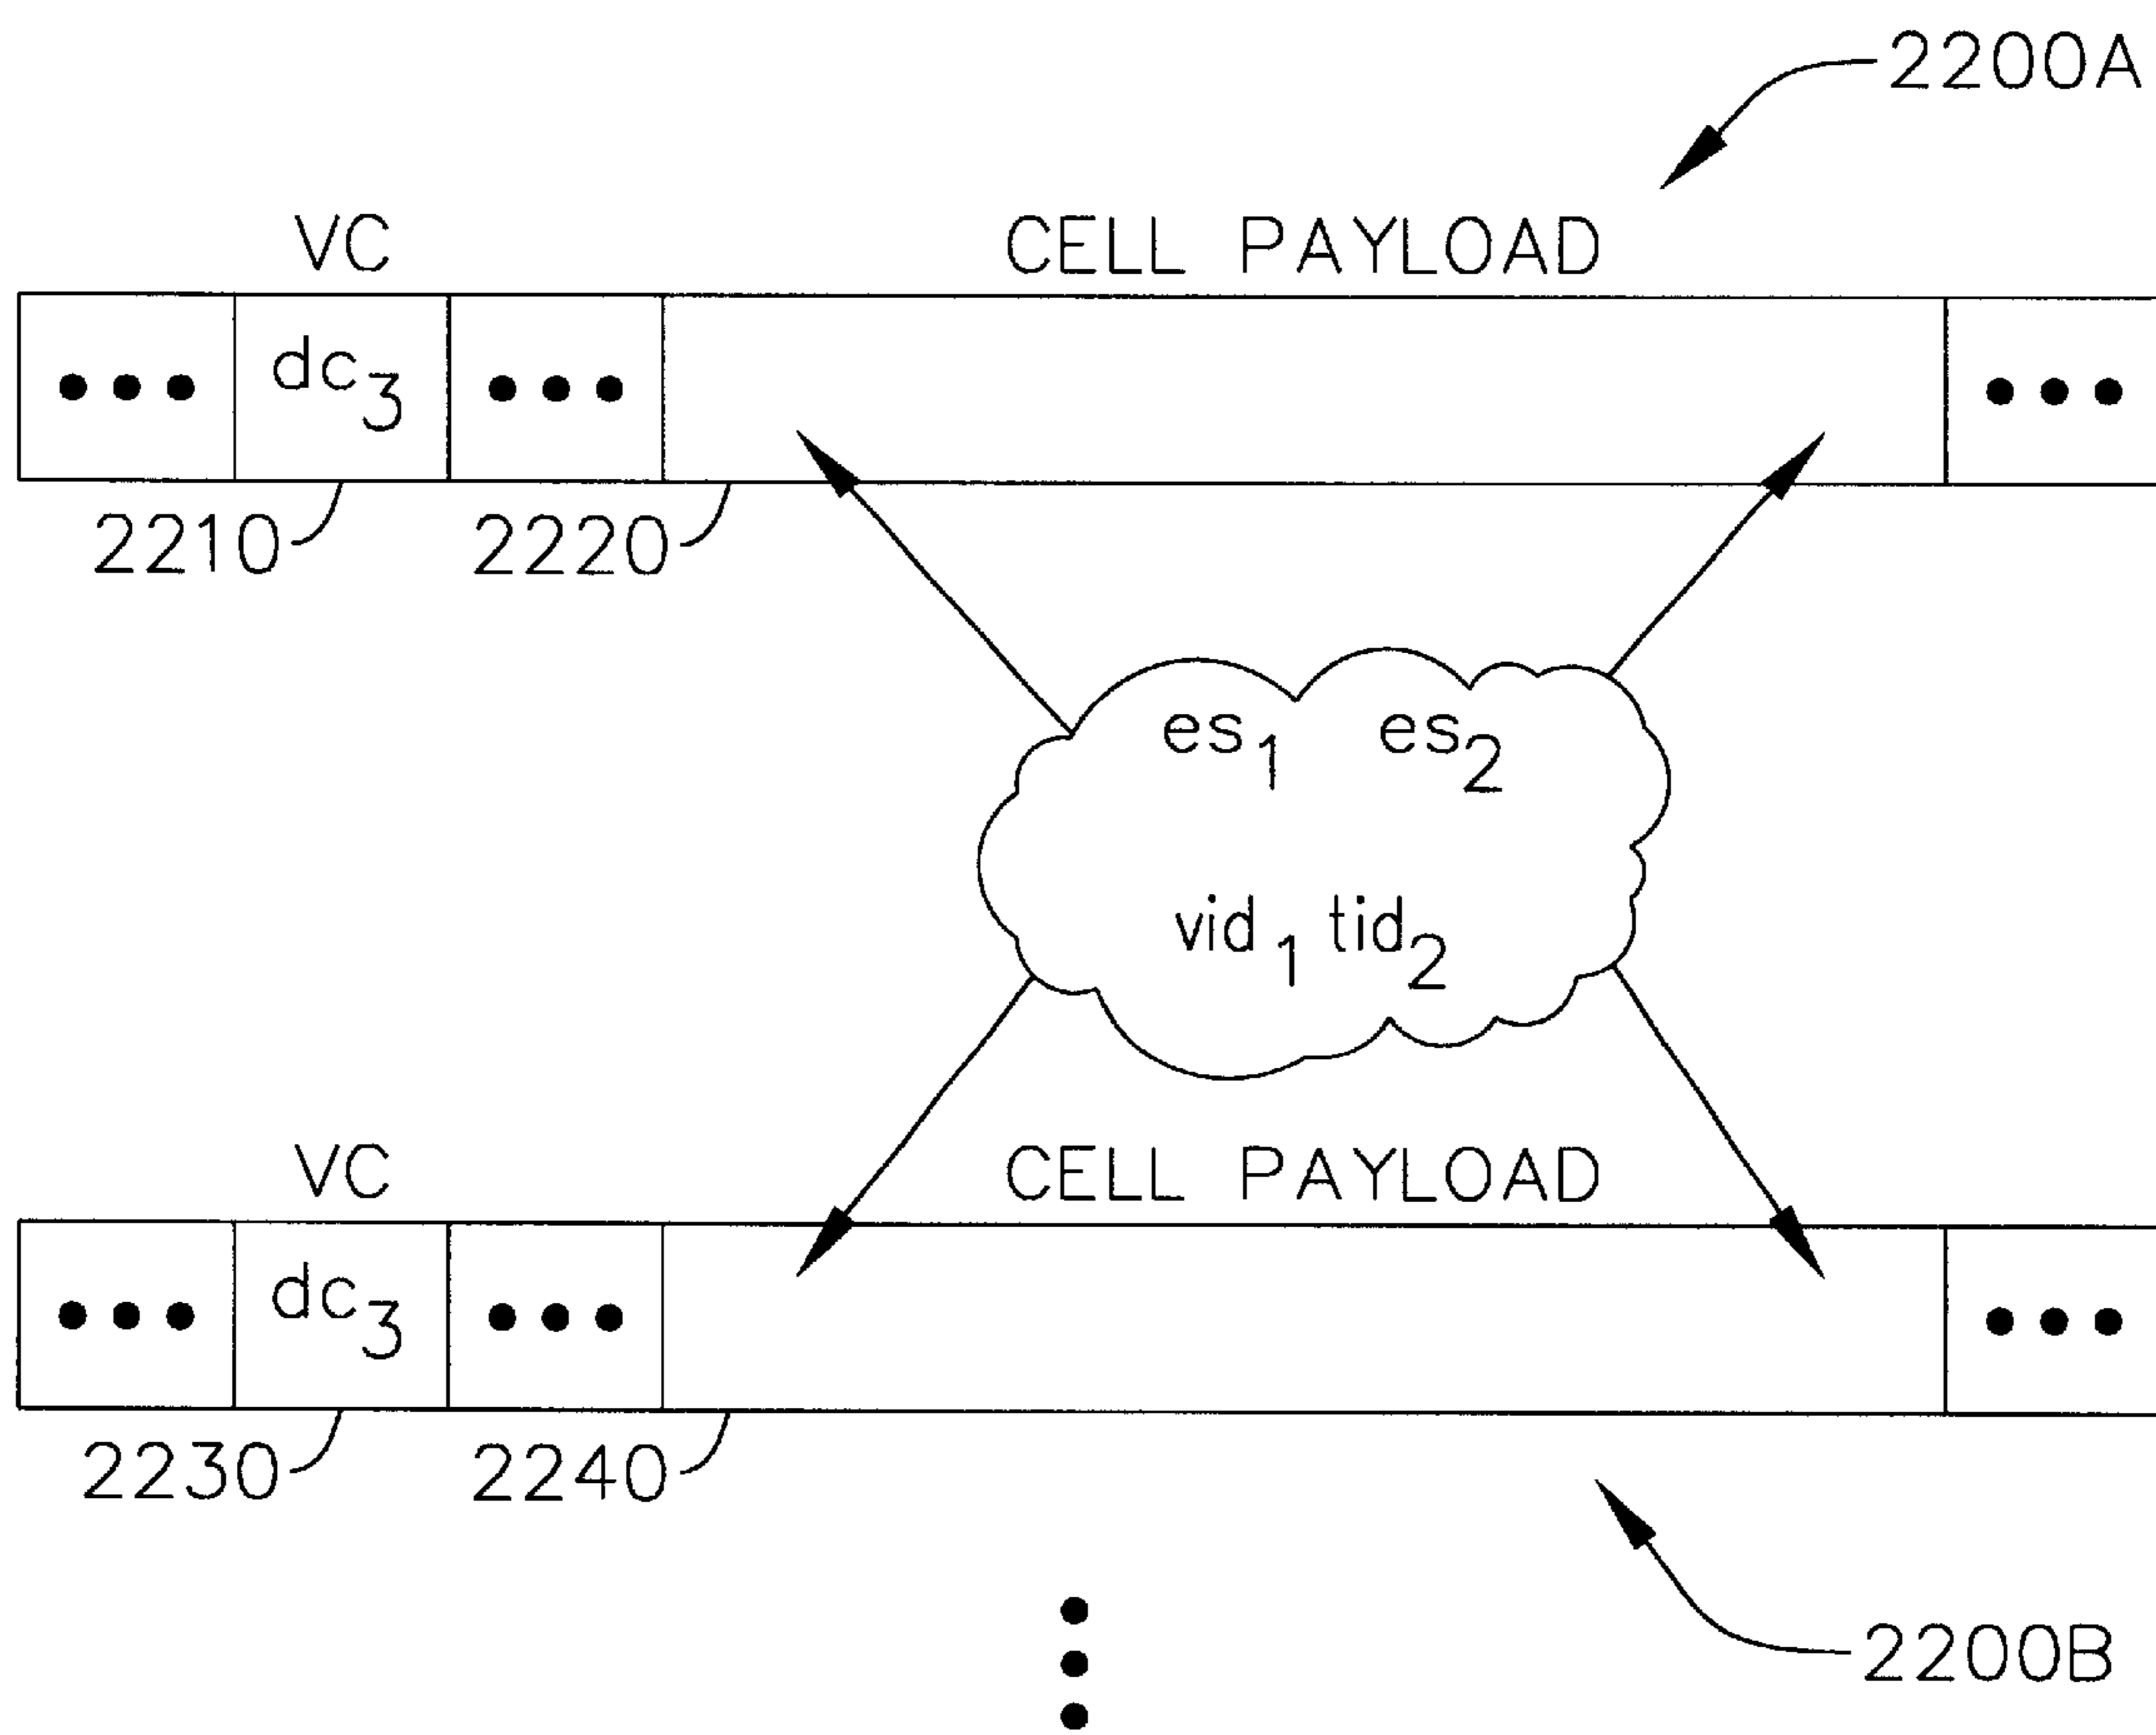 2200A
VC CELL PAYLOAD
••• dc3 ••• •••
2210 2220
es1 es2
vid1 tid2
VC CELL PAYLOAD
••• dc3 ••• •••
2230 2240
2200B